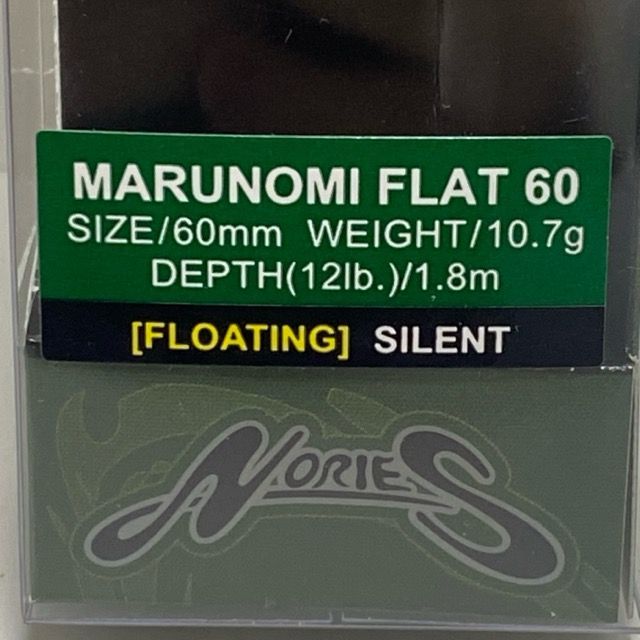 MARUNOMI FLAT 60
SIZE/60mm WEIGHT/10.7g
DEPTH(12lb.)/1.8m
[FLOATING] SILENT
NORIES